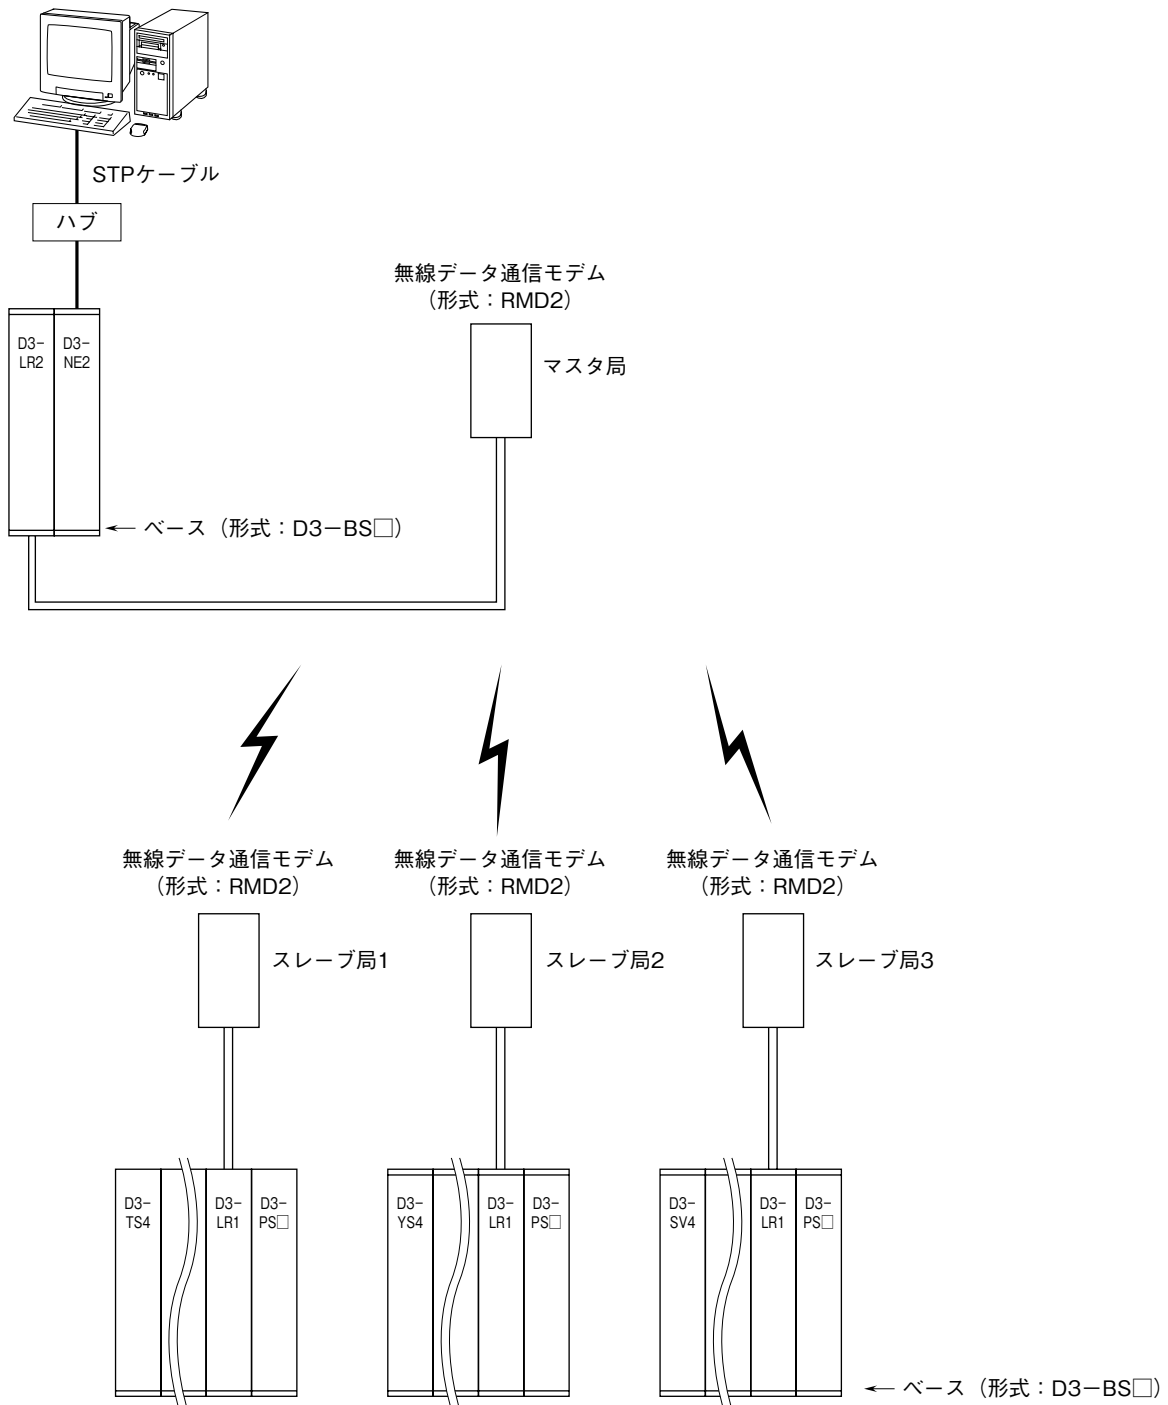 STPケーブル
ハブ
無線データ通信モデム
（形式：RMD2）
D3-
LR2
D3-
NE2
マスタ局
ベース（形式：D3-BS□）
無線データ通信モデム
（形式：RMD2）
無線データ通信モデム
（形式：RMD2）
無線データ通信モデム
（形式：RMD2）
スレーブ局1
スレーブ局2
スレーブ局3
D3-
TS4
D3-
LR1
D3-
PS□
D3-
YS4
D3-
LR1
D3-
PS□
D3-
SV4
D3-
LR1
D3-
PS□
ベース（形式：D3-BS□）